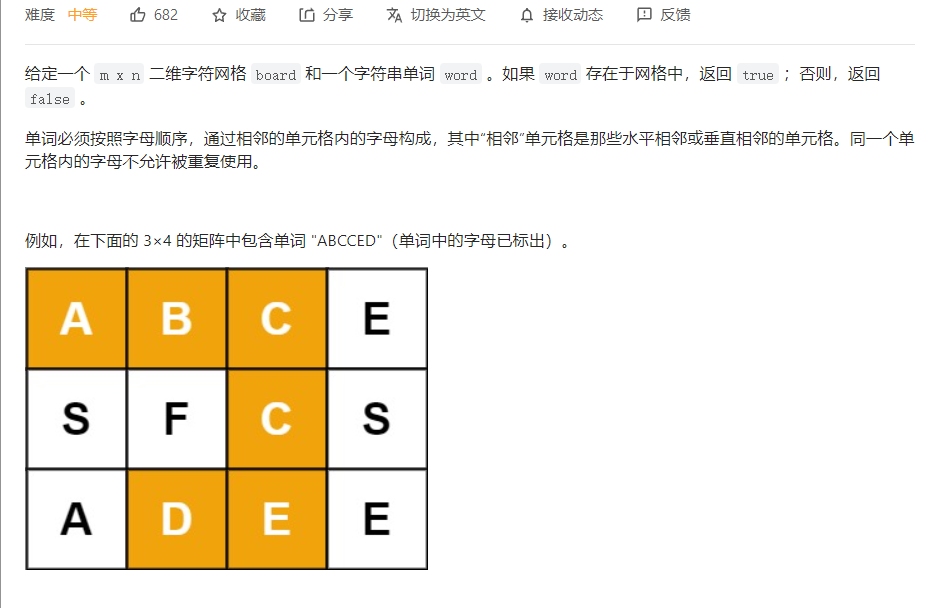 难度 中等 682 收藏 分享 切换为英文 接收动态 反馈
给定一个 m x n 二维字符网格 board 和一个字符串单词 word 。如果 word 存在于网格中，返回 true ；否则，返回
false 。
单词必须按照字母顺序，通过相邻的单元格内的字母构成，其中“相邻”单元格是那些水平相邻或垂直相邻的单元格。同一个单
元格内的字母不允许被重复使用。
例如，在下面的 3×4 的矩阵中包含单词 "ABCCED"（单词中的字母已标出）。
A B C E
S F C S
A D E E